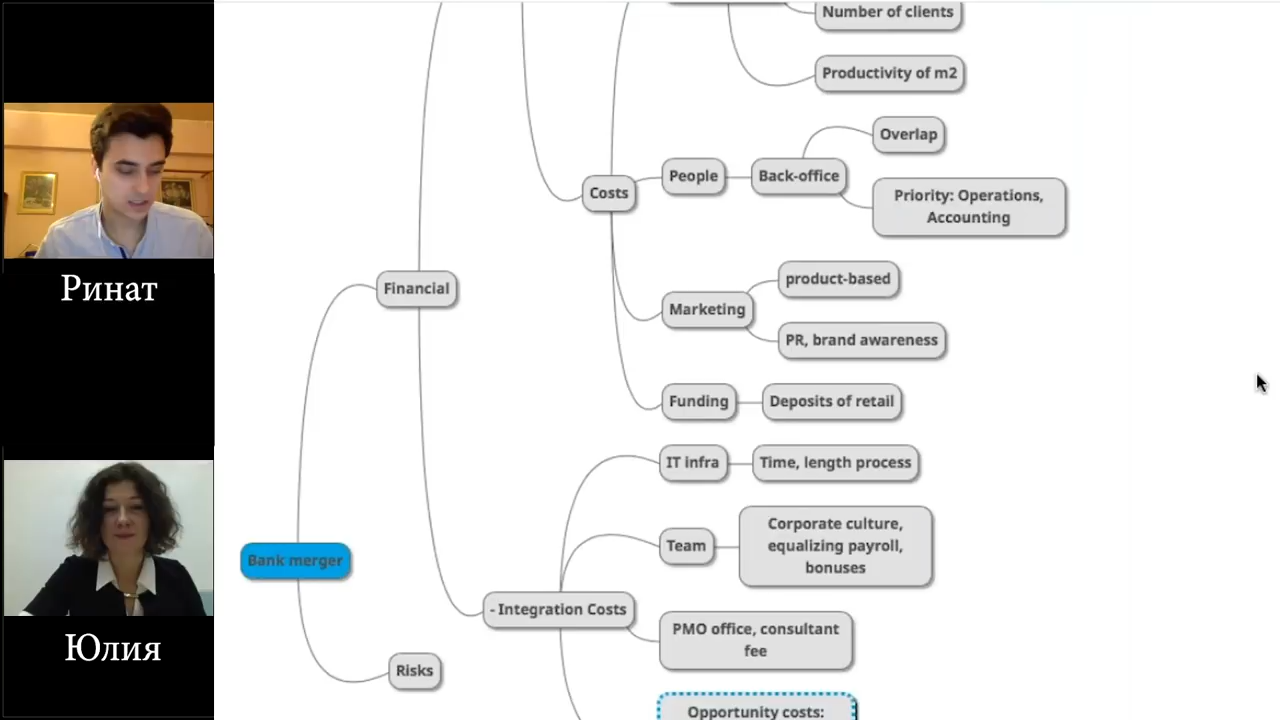 Number of clients
Productivity of m2
Overlap
Costs
People
Back-office
Priority: Operations,
Accounting
Ринат
Financial
product-based
Marketing
PR, brand awareness
Funding
Deposits of retail
IT infra
Time, length process
Corporate culture,
equalizing payroll,
bonuses
Team
Bank merger
- Integration Costs
PMO office, consultant
fee
Юлия
Risks
Opportunity costs: